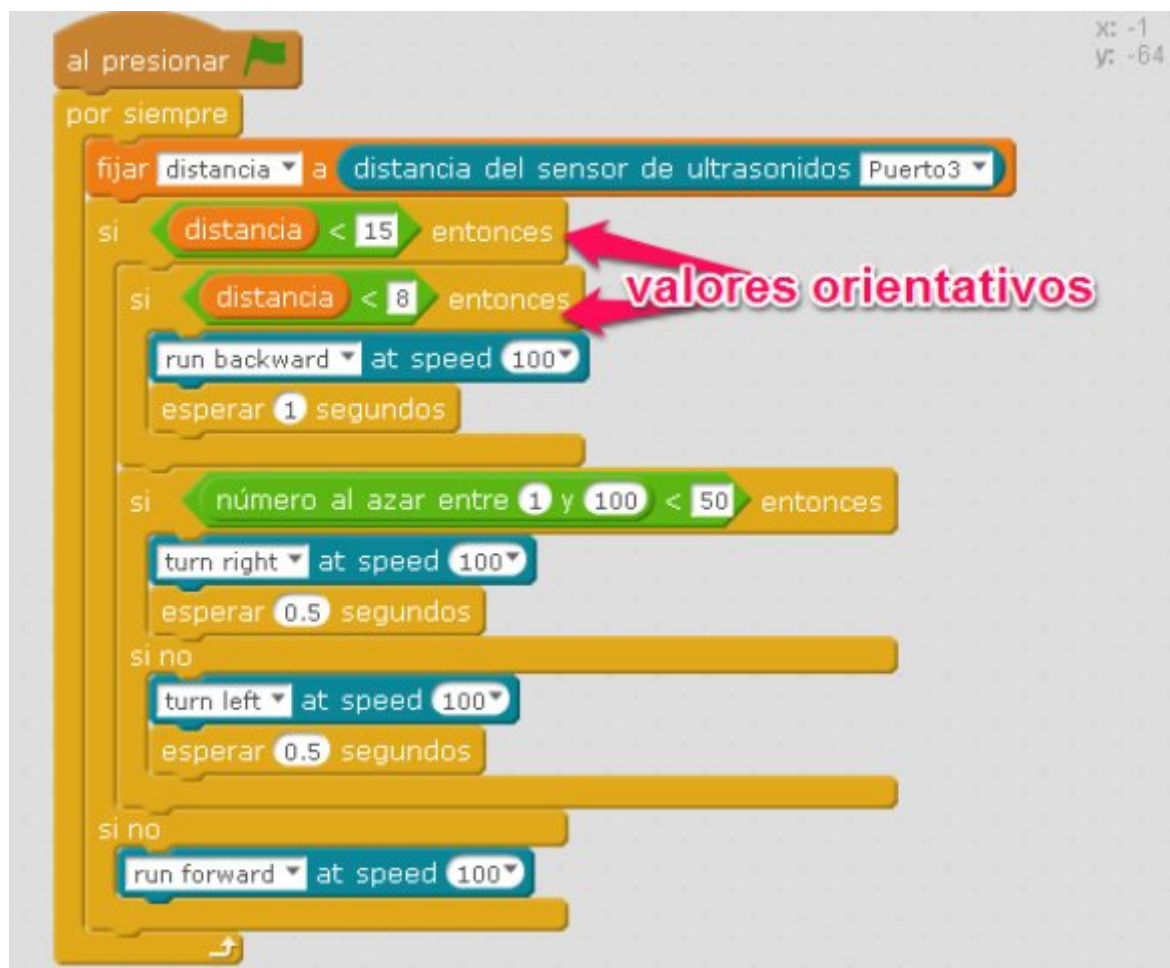 x: -1
y: -64
al presionar
por siempre
fijar distancia a distancia del sensor de ultrasonidos Puerto3
si distancia < 15 entonces
valores orientativos
si distancia < 8 entonces
run backward at speed 100
esperar 1 segundos
si número al azar entre 1 y 100 < 50 entonces
turn right at speed 100
esperar 0.5 segundos
si no
turn left at speed 100
esperar 0.5 segundos
si no
run forward at speed 100